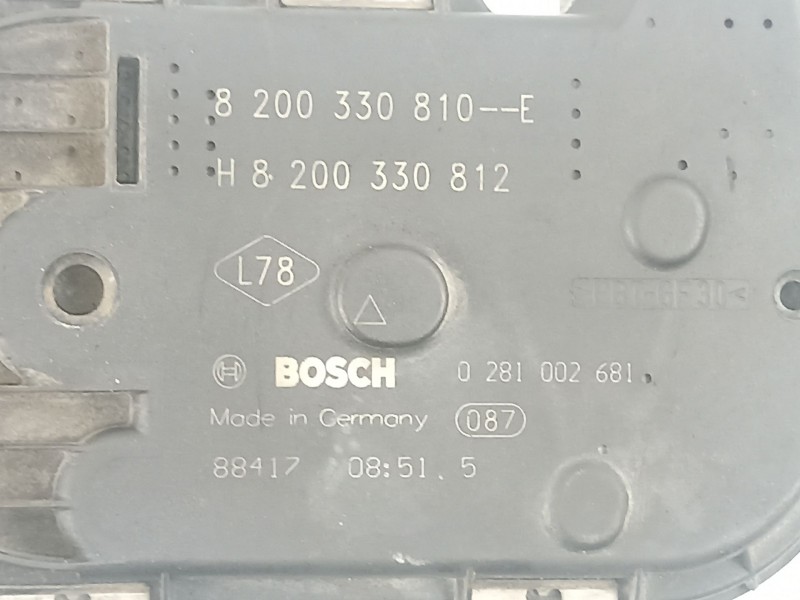 8 200 330 810--E
H 8 200 330 812
L78
BOSCH 0 281 002 681
Made in Germany 087
88417 08:51.5